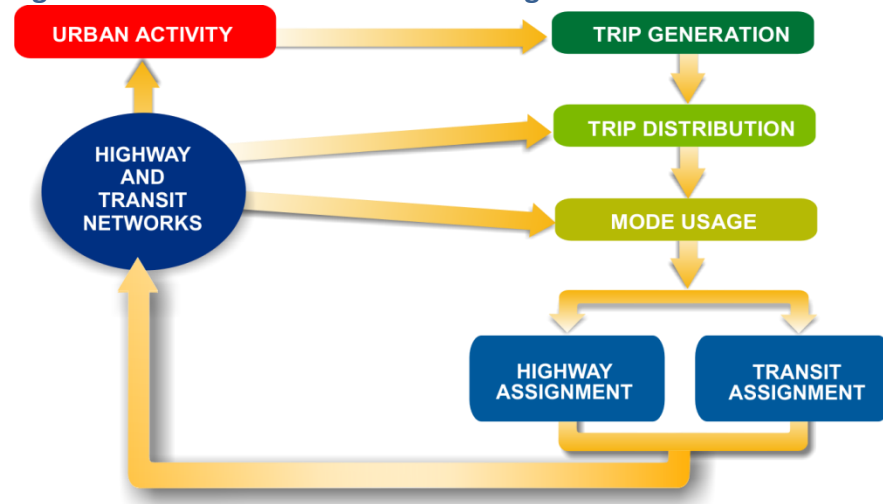 URBAN ACTIVITY
TRIP GENERATION
TRIP DISTRIBUTION
HIGHWAY
AND
TRANSIT
NETWORKS
MODE USAGE
HIGHWAY
ASSIGNMENT
TRANSIT
ASSIGNMENT